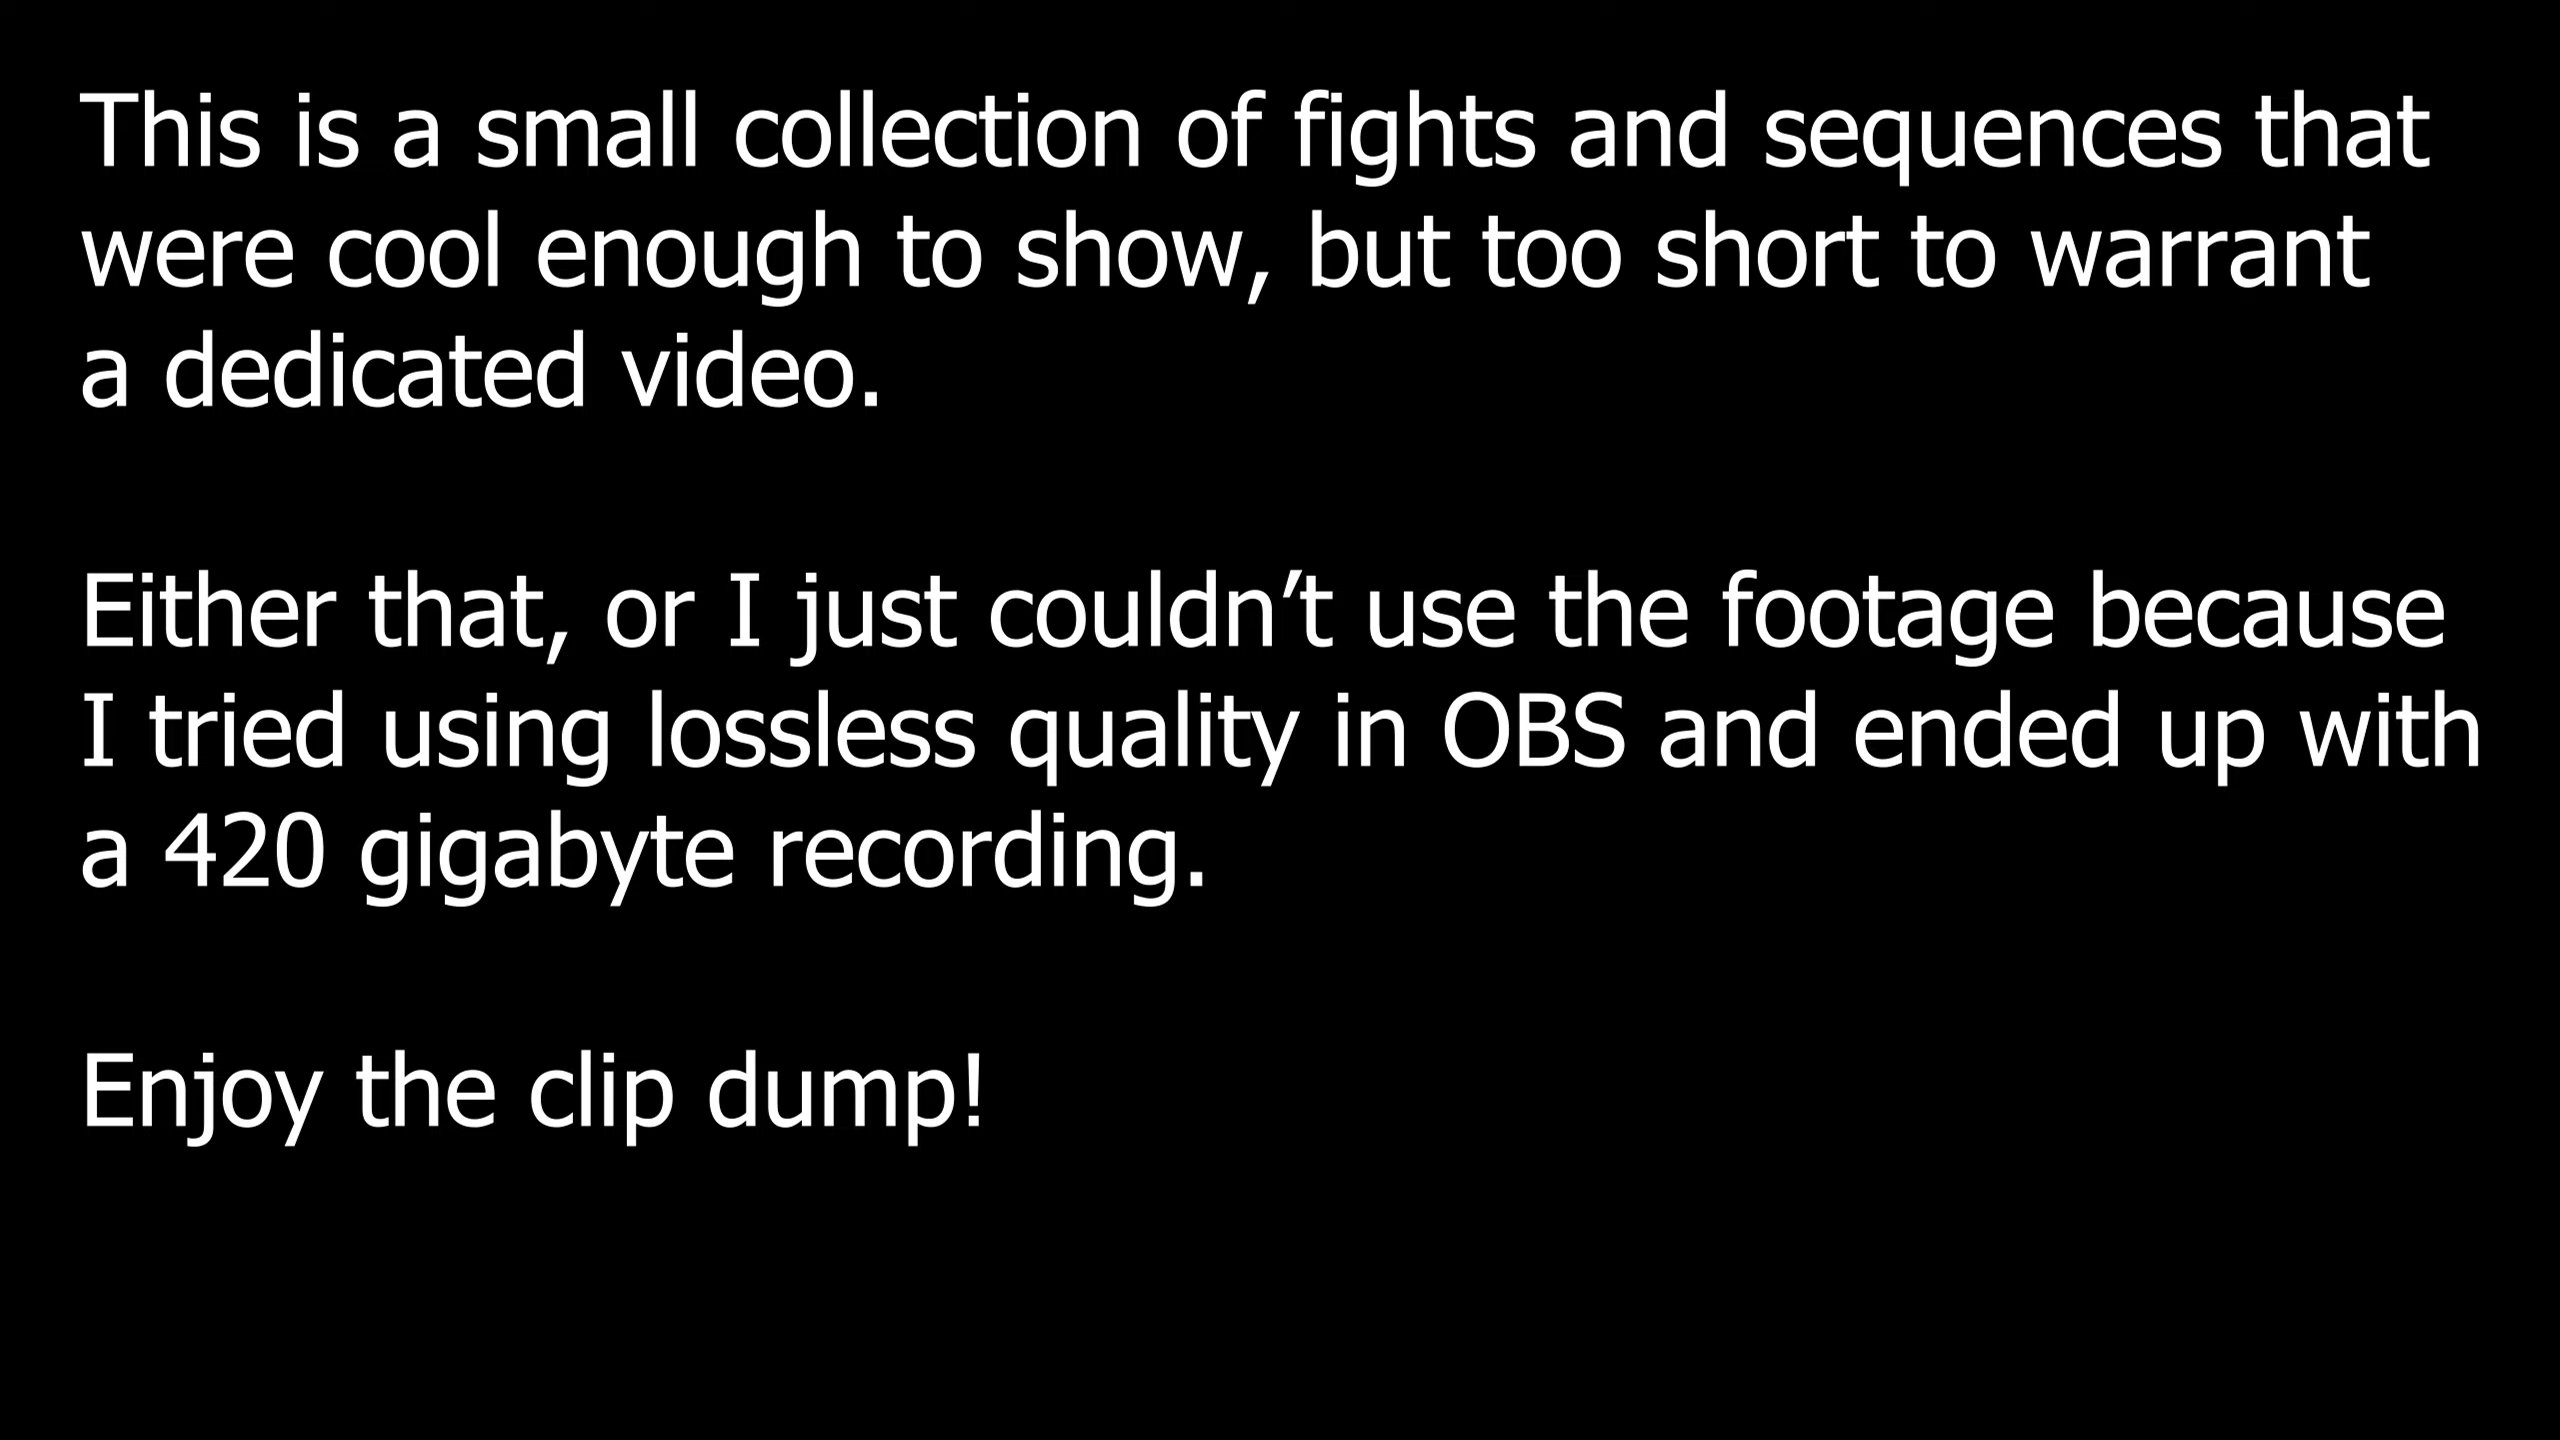 This is a small collection of fights and sequences that
were cool enough to show, but too short to warrant
a dedicated video.
Either that, or I just couldn’t use the footage because
I tried using lossless quality in OBS and ended up with
a 420 gigabyte recording.
Enjoy the clip dump!